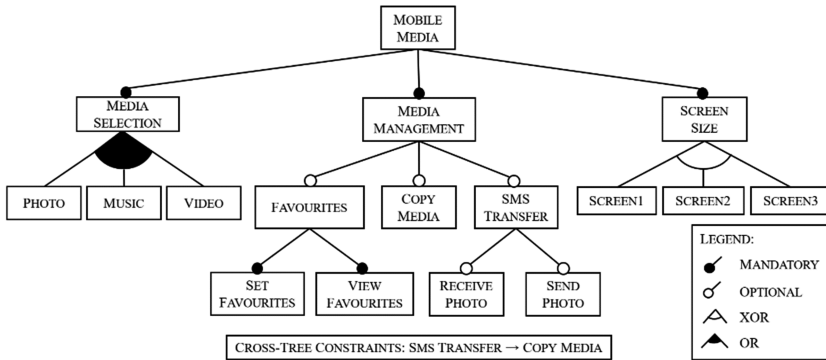 MOBILE
MEDIA
MEDIA
SELECTION
MEDIA
MANAGEMENT
SCREEN
SIZE
PHOTO
MUSIC
VIDEO
FAVOURITES
COPY
MEDIA
SMS
TRANSFER
SCREEN1
SCREEN2
SCREEN3
SET
FAVOURITES
VIEW
FAVOURITES
RECEIVE
PHOTO
SEND
PHOTO
LEGEND:
MANDATORY
OPTIONAL
XOR
OR
CROSS-TREE CONSTRAINTS: SMS TRANSFER → COPY MEDIA